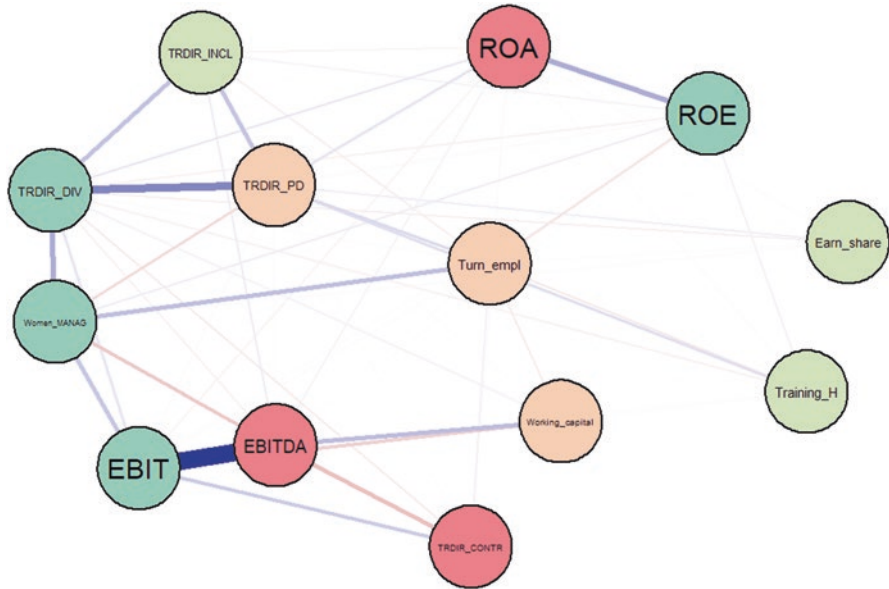 TRDIR_INCL
ROA
ROE
TRDIR_DIV
TRDIR_PD
Earn_share
Turn_empl
Women_MANAG
Training_H
Working_capital
EBITDA
EBIT
TRDIR_CONTR